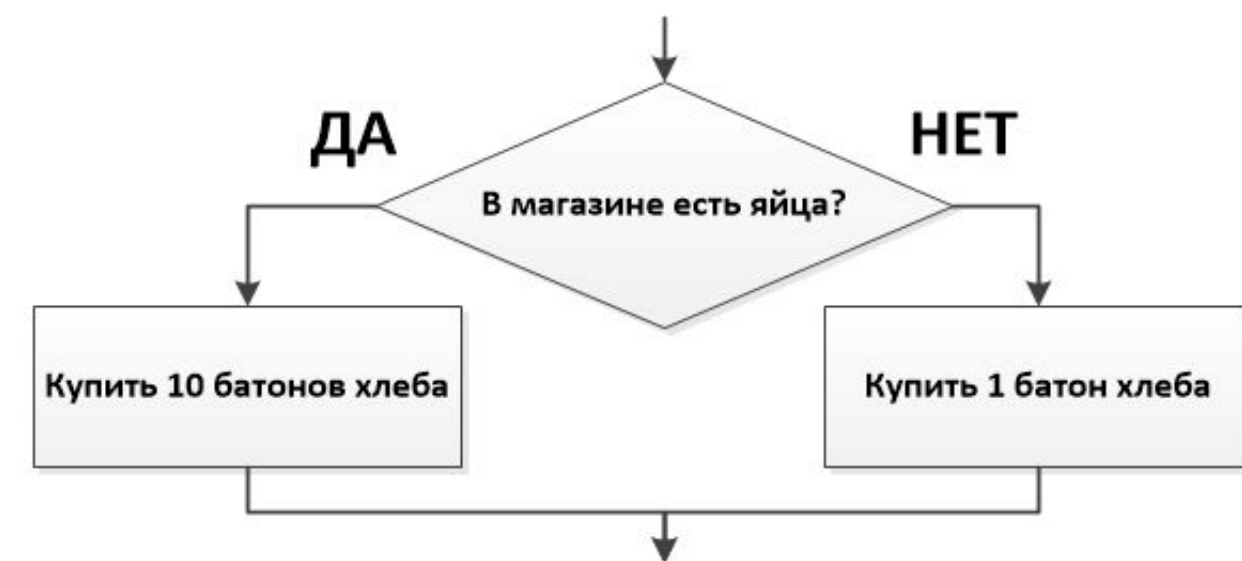 ДА
НЕТ
В магазине есть яйца?
Купить 10 батонов хлеба
Купить 1 батон хлеба